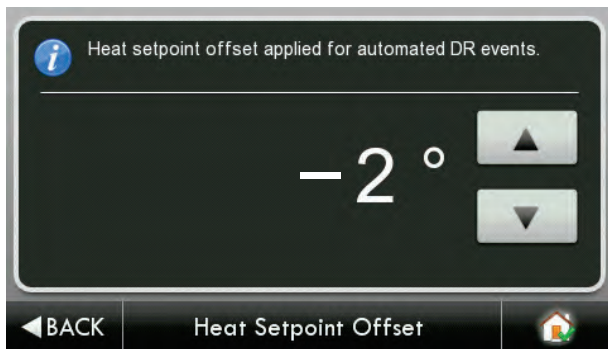 Heat setpoint offset applied for automated DR events.
−2°
BACK
Heat Setpoint Offset